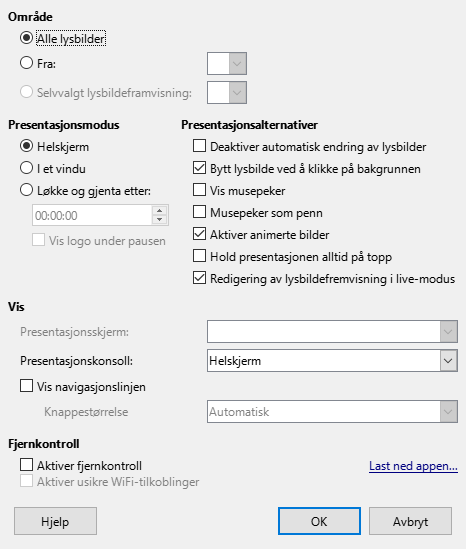 Område
Alle lysbilder
Fra:
Selvvalgt lysbildeframvisning:
Presentasjonsmodus
Helskjerm
I et vindu
Løkke og gjenta etter:
00:00:00
Vis logo under pausen
Presentasjonsalternativer
Deaktiver automatisk endring av lysbilder
Bytt lysbilde ved å klikke på bakgrunnen
Vis musepeker
Musepeker som penn
Aktiver animerte bilder
Hold presentasjonen alltid på topp
Redigering av lysbildefremvisning i live-modus
Vis
Presentasjonsskjerm:
Presentasjonskonsoll: Helskjerm
Vis navigasjonslinjen
Knappestørrelse Automatisk
Fjernkontroll
Aktiver fjernkontroll Last ned appen...
Aktiver usikre WiFi-tilkoblinger
Hjelp OK Avbryt